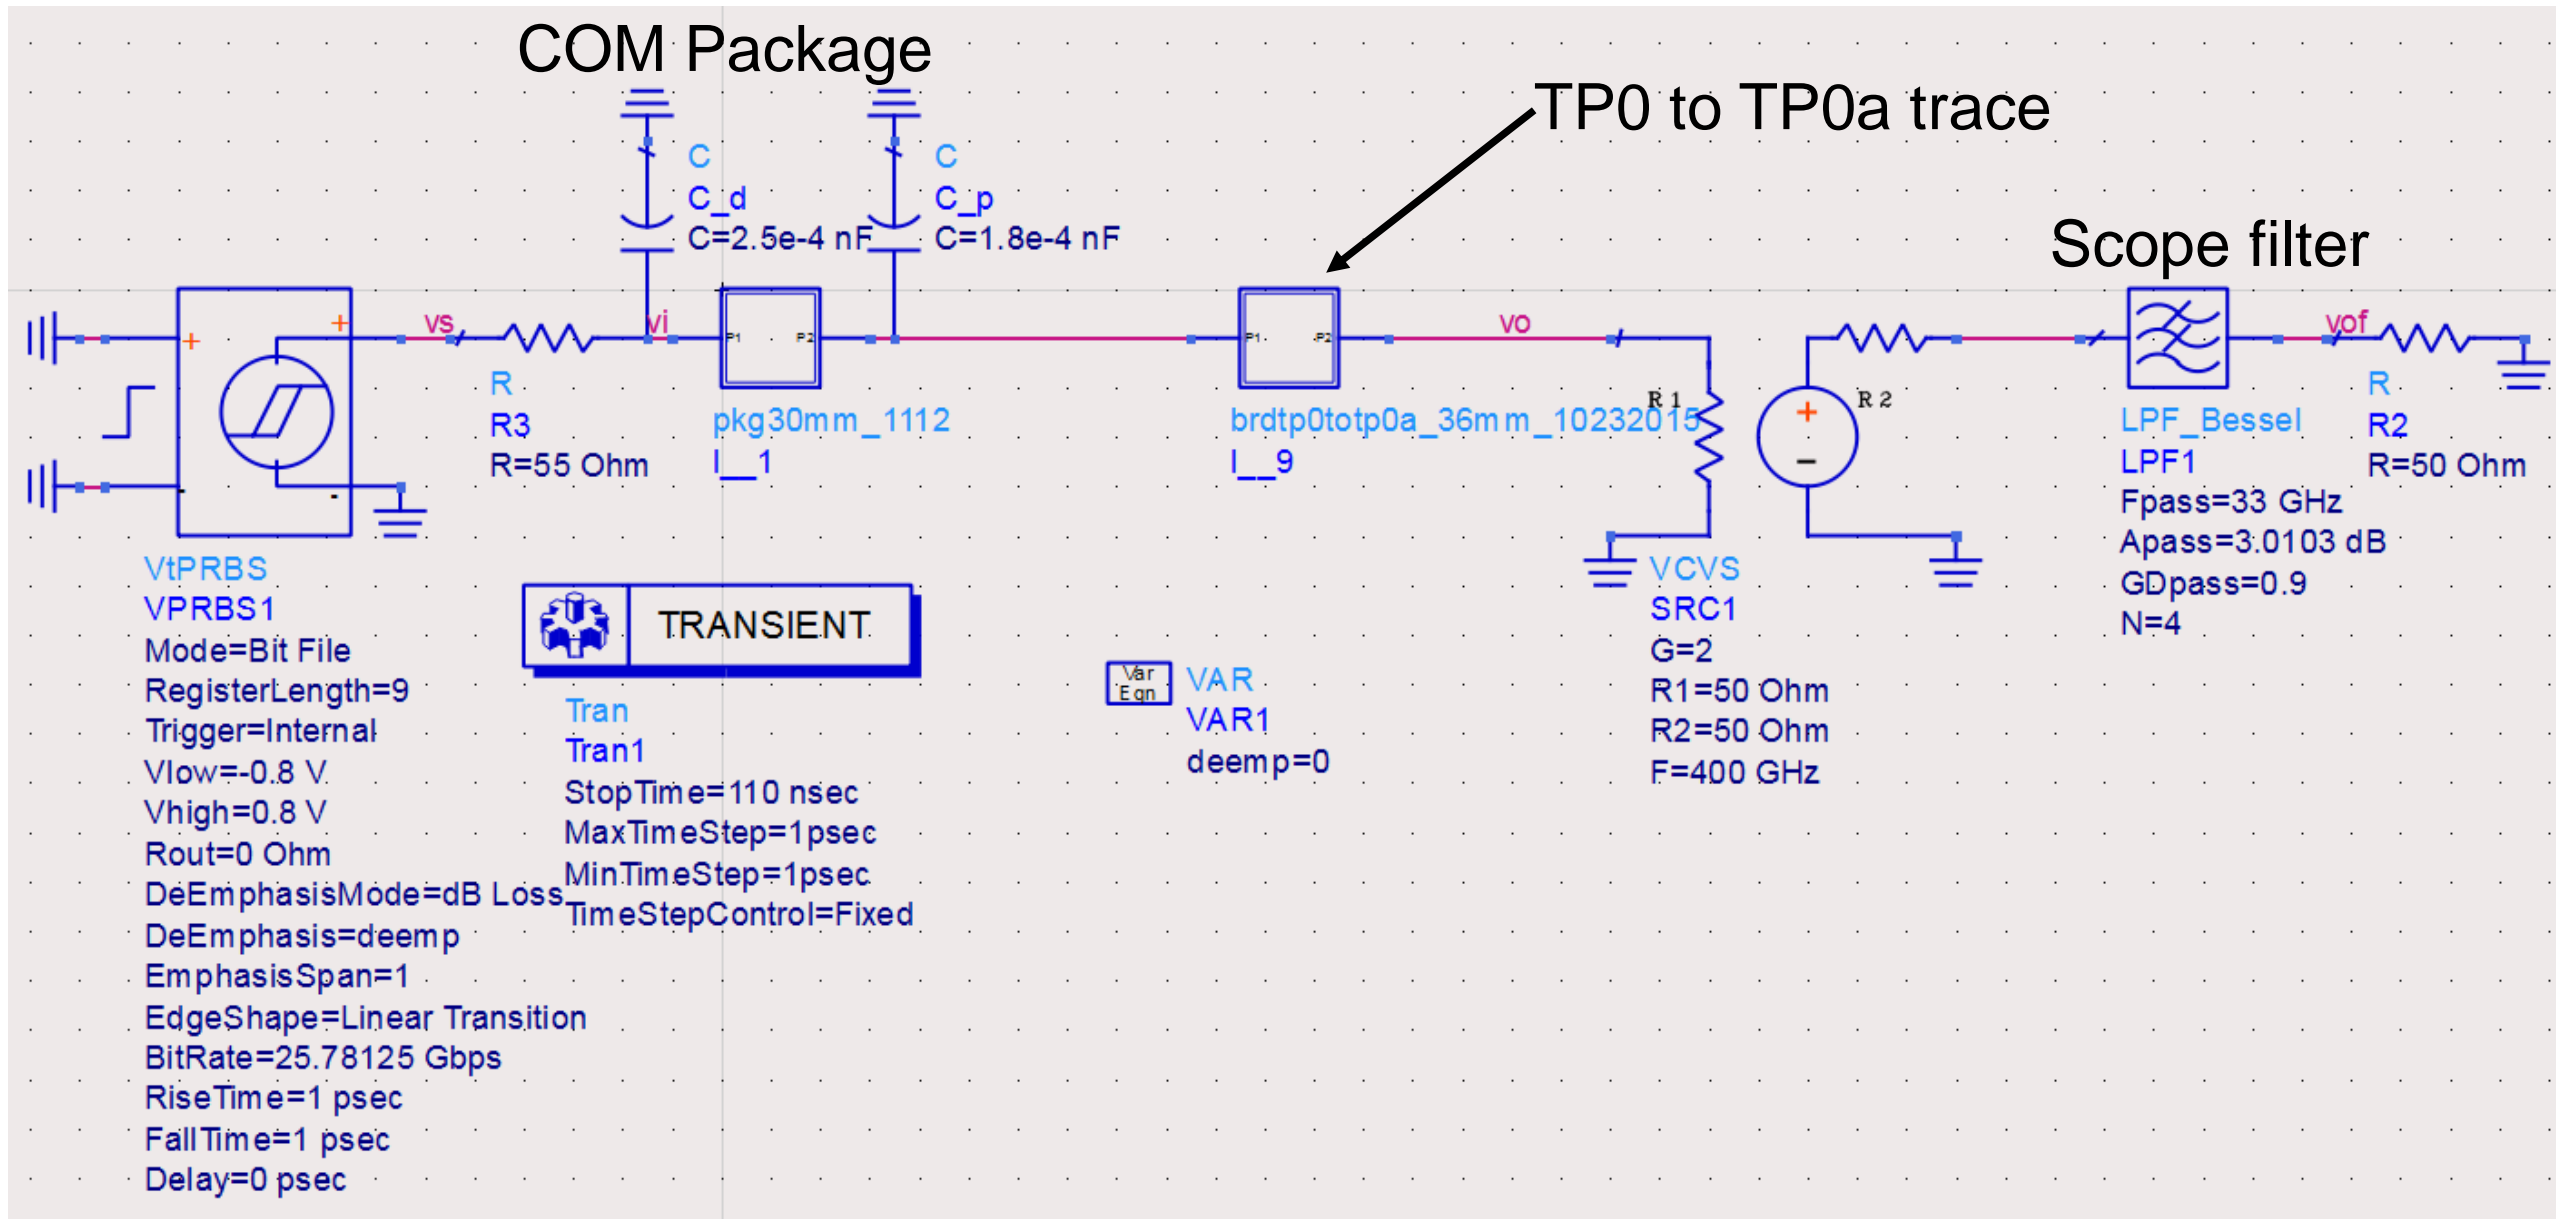 COM Package
TP0 to TP0a trace
Scope filter
C
C_d
C=2.5e-4 nF
C
C_p
C=1.8e-4 nF
+
+
-
-
vs
vi
P1
P2
P1
P2
vo
vof
R
R3
R=55 Ohm
pkg30mm_1112
I__1
brdtp0totp0a_36mm_10232015
I__9
R1
R2
+
−
LPF_Bessel
LPF1
Fpass=33 GHz
Apass=3.0103 dB
GDpass=0.9
N=4
R
R2
R=50 Ohm
VtPRBS
VPRBS1
Mode=Bit File
RegisterLength=9
Trigger=Internal
Vlow=-0.8 V
Vhigh=0.8 V
Rout=0 Ohm
DeEmphasisMode=dB Loss
DeEmphasis=deemp
EmphasisSpan=1
EdgeShape=Linear Transition
BitRate=25.78125 Gbps
RiseTime=1 psec
FallTime=1 psec
Delay=0 psec
TRANSIENT
Tran
Tran1
StopTime=110 nsec
MaxTimeStep=1psec
MinTimeStep=1psec
TimeStepControl=Fixed
Var
Eqn
VAR
VAR1
deemp=0
VCVS
SRC1
G=2
R1=50 Ohm
R2=50 Ohm
F=400 GHz